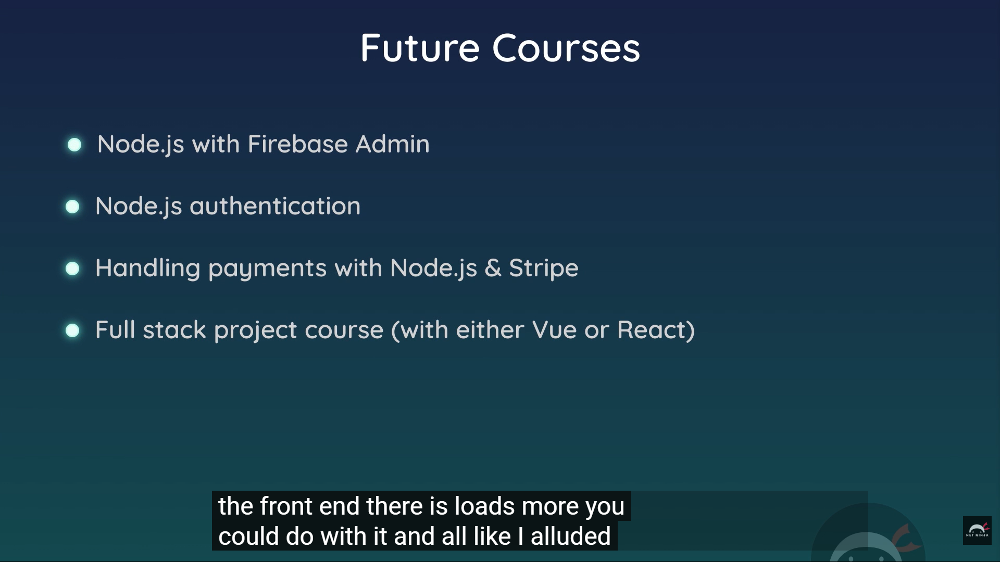 Future Courses
Node.js with Firebase Admin
Node.js authentication
Handling payments with Node.js & Stripe
Full stack project course (with either Vue or React)
the front end there is loads more you
could do with it and all like I alluded
NET NINJA